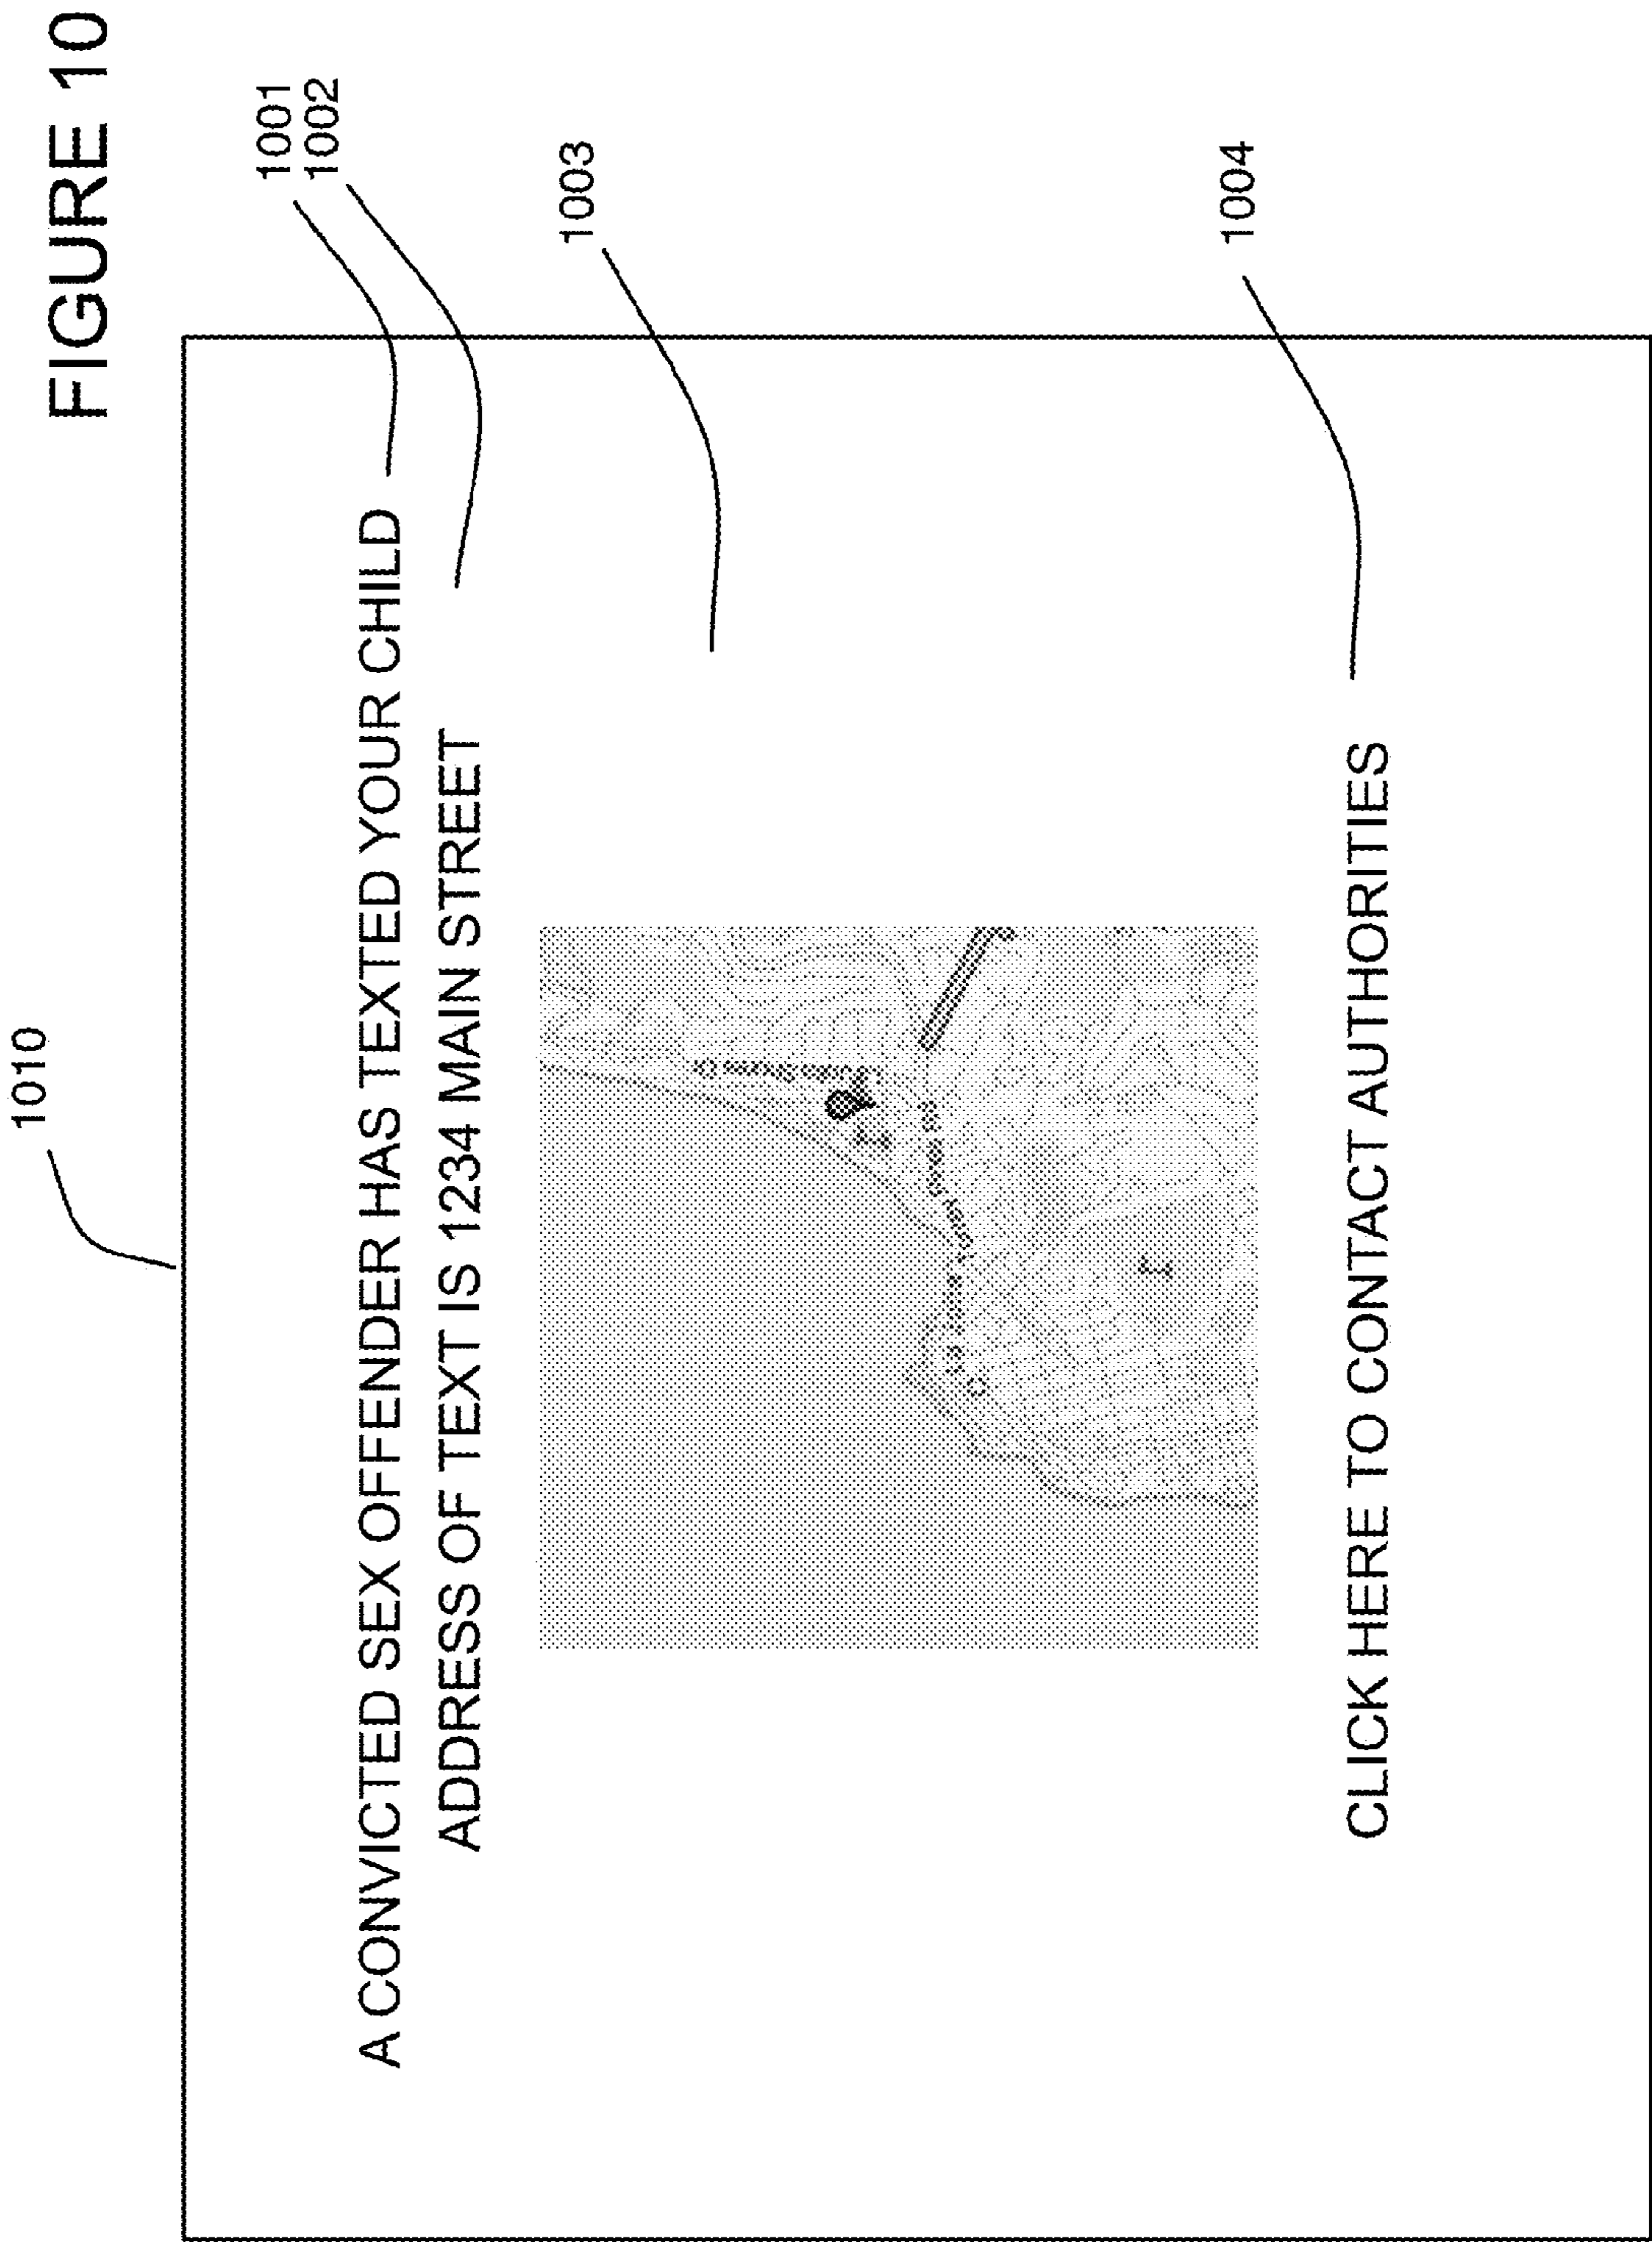 FIGURE 10
1010
1001
1002
A CONVICTED SEX OFFENDER HAS TEXTED YOUR CHILD
ADDRESS OF TEXT IS 1234 MAIN STREET
1003
1004
CLICK HERE TO CONTACT AUTHORITIES